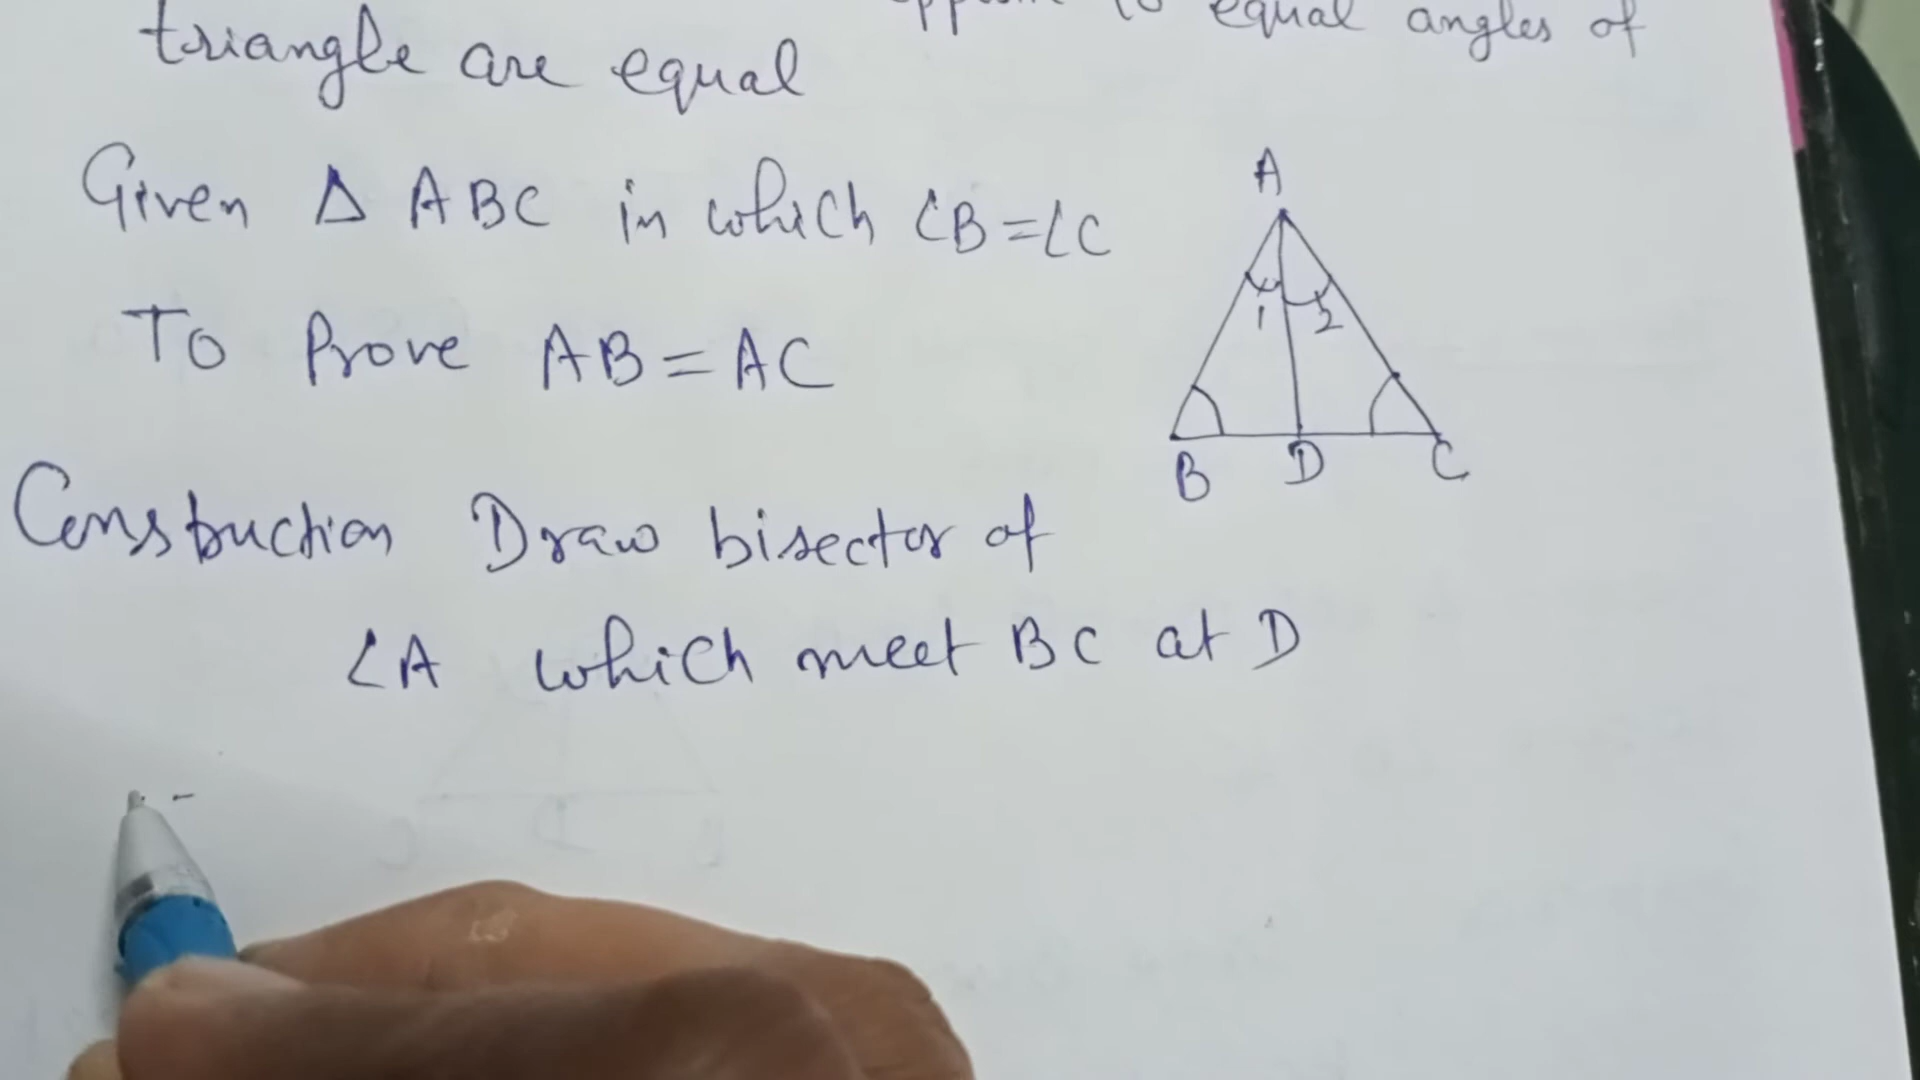 to equal angles of
triangle are equal
Given Δ ABC in which ∠B=∠C
To Prove AB=AC
Construction Draw bisector of
∠A which meet BC at D
A
1 2
B D C